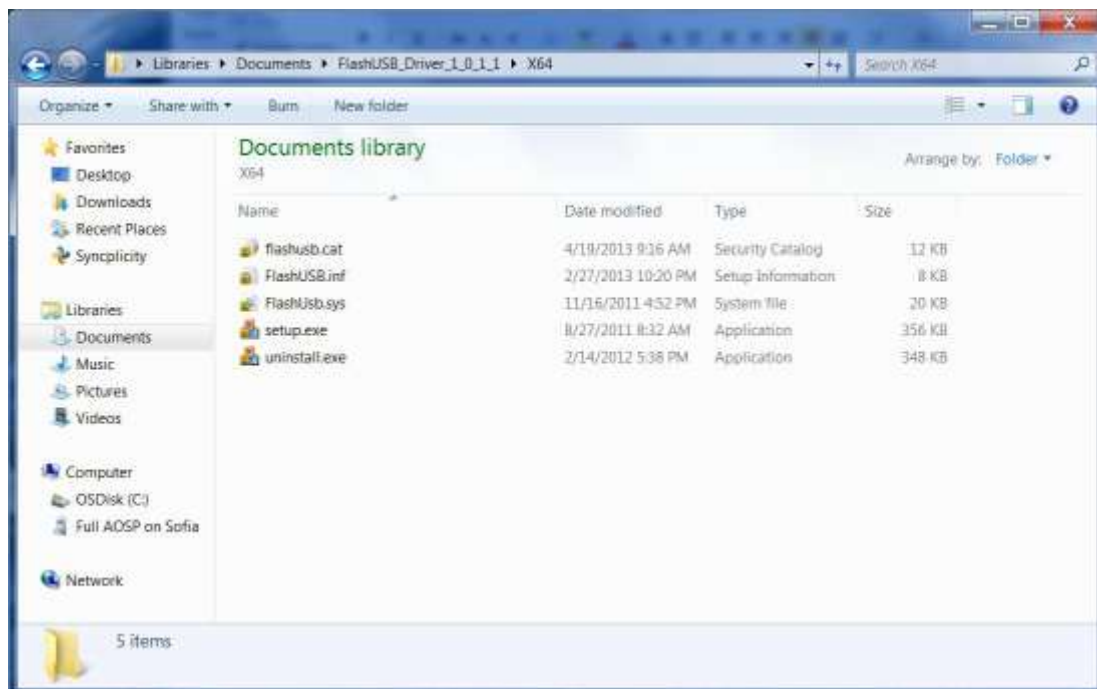 Libraries ▸ Documents ▸ FlashUSB_Driver_1_0_1_1 ▸ X64 Search X64
Organize Share with Burn New folder
Favorites
Desktop
Downloads
Recent Places
Syncplicity
Libraries
Documents
Music
Pictures
Videos
Computer
OSDisk (C:)
Full AOSP on Sofia
Network
Documents library
X64
Arrange by: Folder
Name Date modified Type Size
flashusb.cat 4/19/2013 9:16 AM Security Catalog 12 KB
FlashUSB.inf 2/27/2013 10:20 PM Setup Information 8 KB
FlashUsb.sys 11/16/2011 4:52 PM System file 20 KB
setup.exe 8/27/2011 8:32 AM Application 356 KB
uninstall.exe 2/14/2012 5:38 PM Application 348 KB
5 items